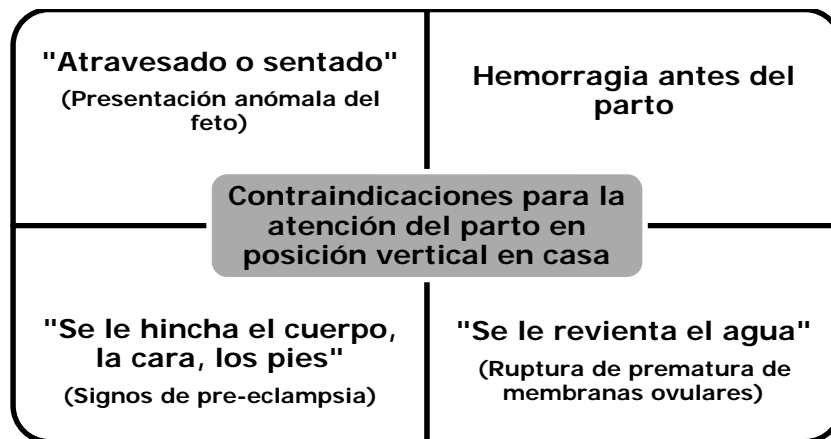 "Atravesado o sentado"
(Presentación anómala del
feto)
Hemorragia antes del
parto
Contraindicaciones para la
atención del parto en
posición vertical en casa
"Se le hincha el cuerpo,
la cara, los pies"
(Signos de pre-eclampsia)
"Se le revienta el agua"
(Ruptura de prematura de
membranas ovulares)